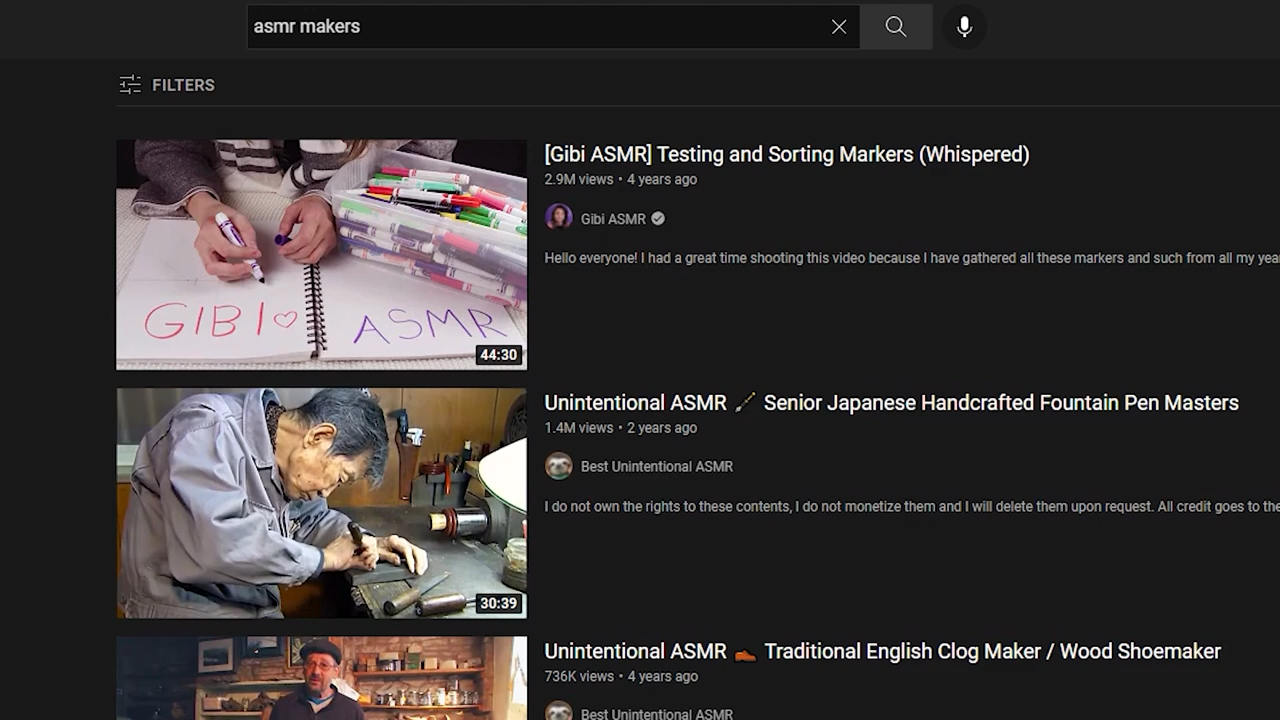 asmr makers
FILTERS
GIBI♡ ASMR
44:30
[Gibi ASMR] Testing and Sorting Markers (Whispered)
2.9M views • 4 years ago
Gibi ASMR
Hello everyone! I had a great time shooting this video because I have gathered all these markers and such from all my year
30:39
Unintentional ASMR 🖌️ Senior Japanese Handcrafted Fountain Pen Masters
1.4M views • 2 years ago
Best Unintentional ASMR
I do not own the rights to these contents, I do not monetize them and I will delete them upon request. All credit goes to the
Unintentional ASMR 👞 Traditional English Clog Maker / Wood Shoemaker
736K views • 4 years ago
Best Unintentional ASMR